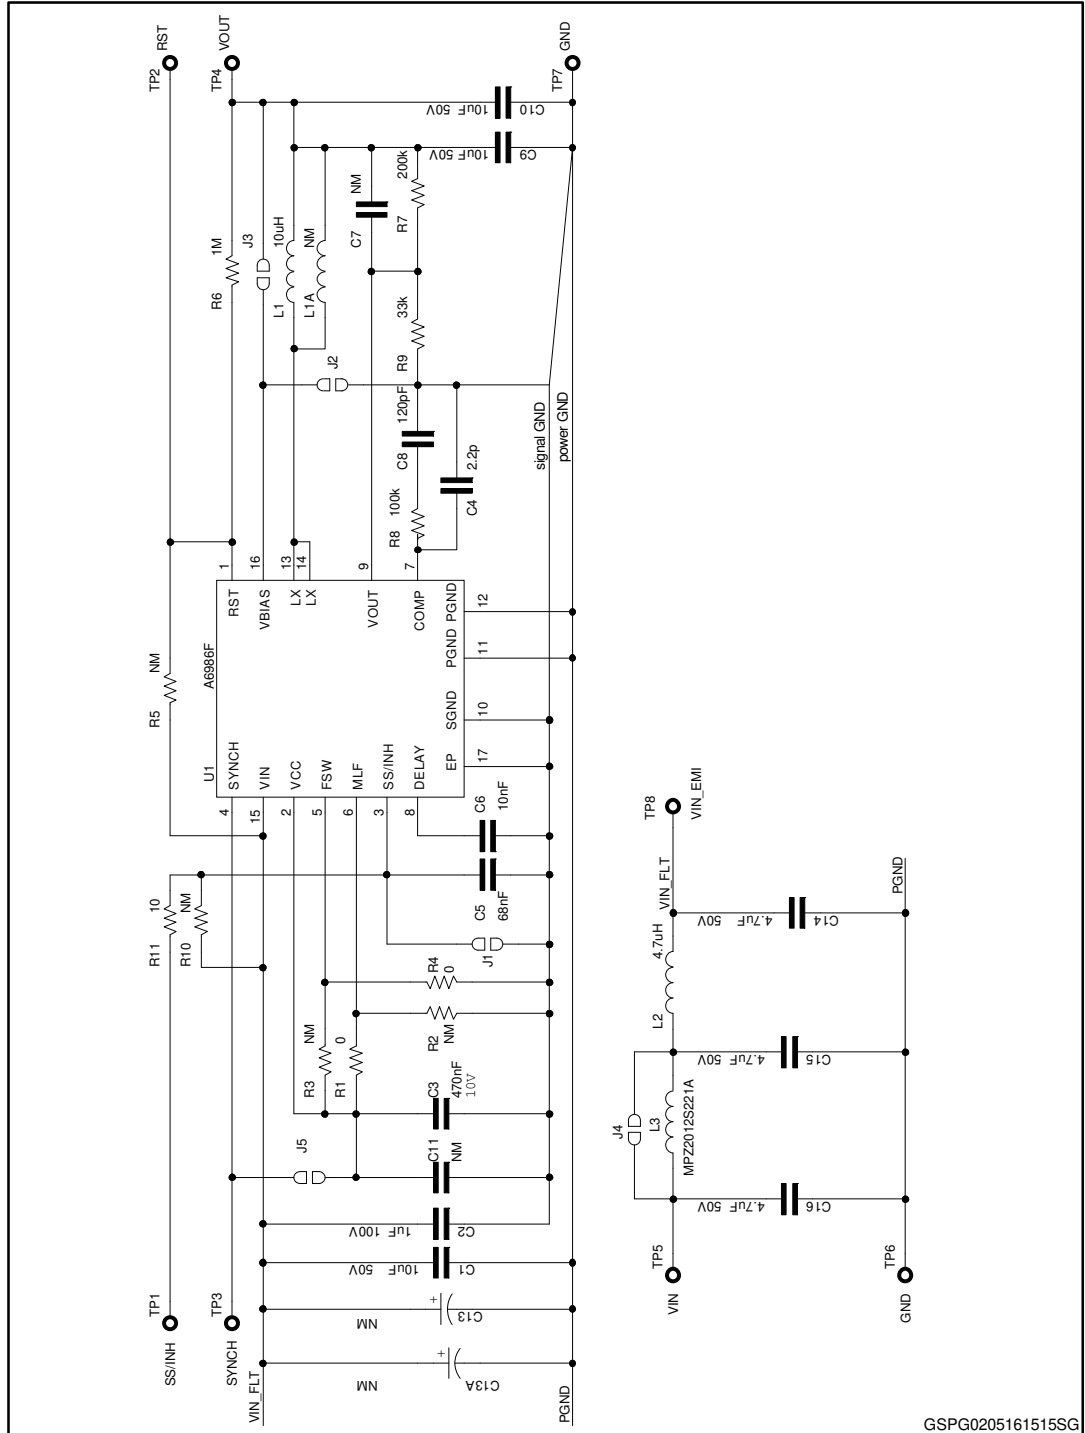 TP2 RST
TP4 VOUT
TP7 GND
C10
10uF 50V
C9
10uF 50V
R7 200k
C7 NM
J3
R6 1M
L1 10uH
L1A NM
R9 33k
J2
C8 120pF
C4 2.2p
R8 100k
signal GND
power GND
R5 NM
U1 A6986F
RST 1
VBIAS 16
LX 13
LX 14
VOUT 9
COMP 7
PGND 12
PGND 11
SGND 10
EP 17
SYNCH 4
VIN 15
VCC 2
FSW 5
MLF 6
SS/INH 3
DELAY 8
C6 10nF
C5 68nF
R11 10
R10 NM
J1
R4 0
R2 NM
R3 NM
R1 0
C3 470nF
10V
J5
C11 NM
C2
1uF 100V
C1
10uF 50V
C13
+
NM
C13A
+
NM
TP1
SS/INH
TP3
SYNCH
VIN_FLT
PGND
TP8
VIN_EMI
VIN_FLT
PGND
L2 4.7uH
C14
4.7uF 50V
C15
4.7uF 50V
J4
L3
MPZ2012S221A
C16
4.7uF 50V
TP5
VIN
TP6
GND
GSPG0205161515SG